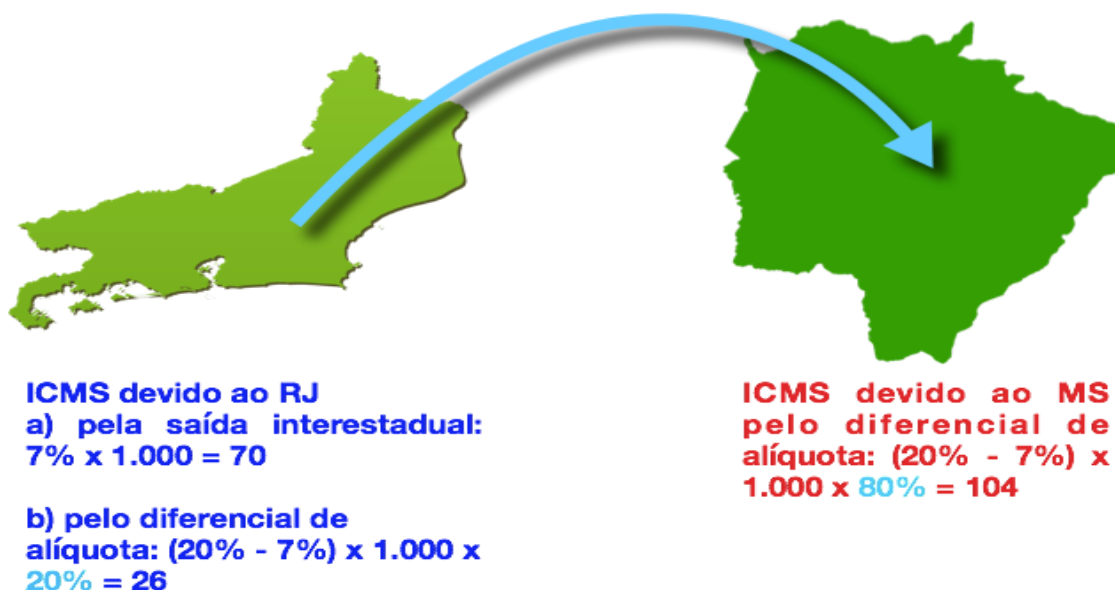 ICMS devido ao RJ
a) pela saída interestadual:
7% x 1.000 = 70
b) pelo diferencial de
alíquota: (20% - 7%) x 1.000 x
20% = 26
ICMS devido ao MS
pelo diferencial de
alíquota: (20% - 7%) x
1.000 x 80% = 104